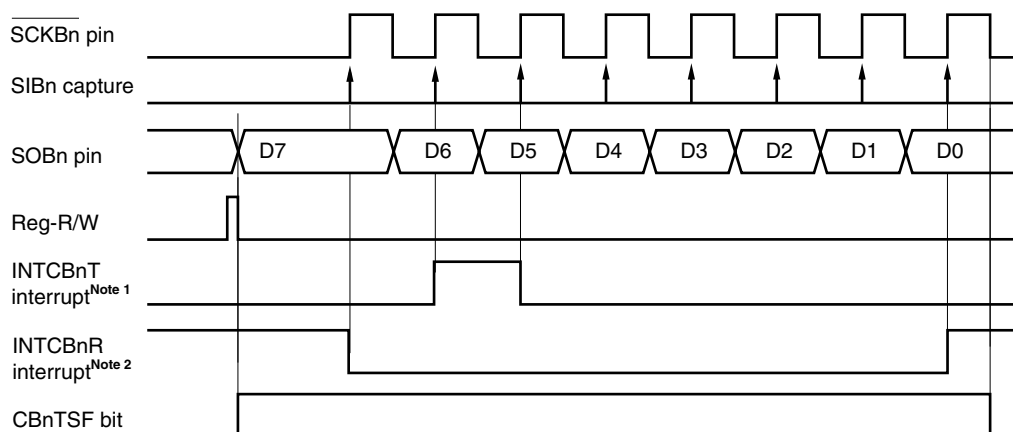 SCKBn pin
SIBn capture
SOBn pin D7 D6 D5 D4 D3 D2 D1 D0
Reg-R/W
INTCBnT
interruptNote 1
INTCBnR
interruptNote 2
CBnTSF bit